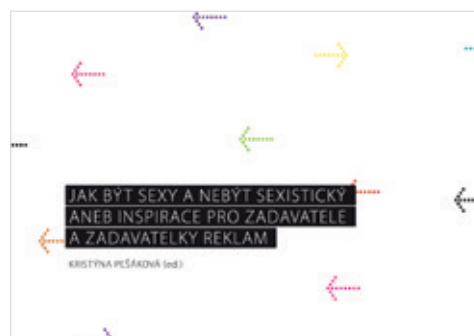 JAK BÝT SEXY A NEBÝT SEXISTICKÝ
ANEB INSPIRACE PRO ZADAVATELE
A ZADAVATELKY REKLAM
KRISTÝNA PEŠÁKOVÁ (ed.)